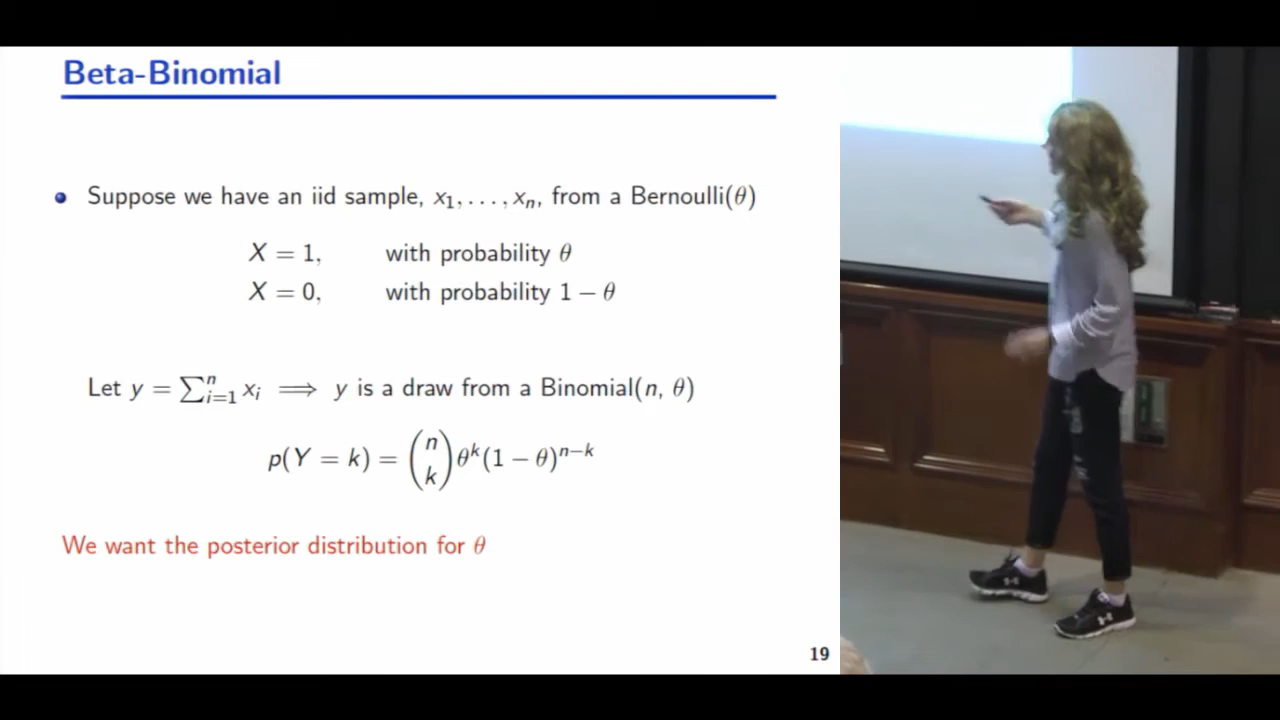 Beta-Binomial
Suppose we have an iid sample, x₁, . . . , xₙ, from a Bernoulli(θ)
X = 1, with probability θ
X = 0, with probability 1 − θ
Let y = ∑ⁿᵢ₌₁ xᵢ ⟹ y is a draw from a Binomial(n, θ)
p(Y = k) = (n k) θᵏ(1 − θ)ⁿ⁻ᵏ
We want the posterior distribution for θ
19